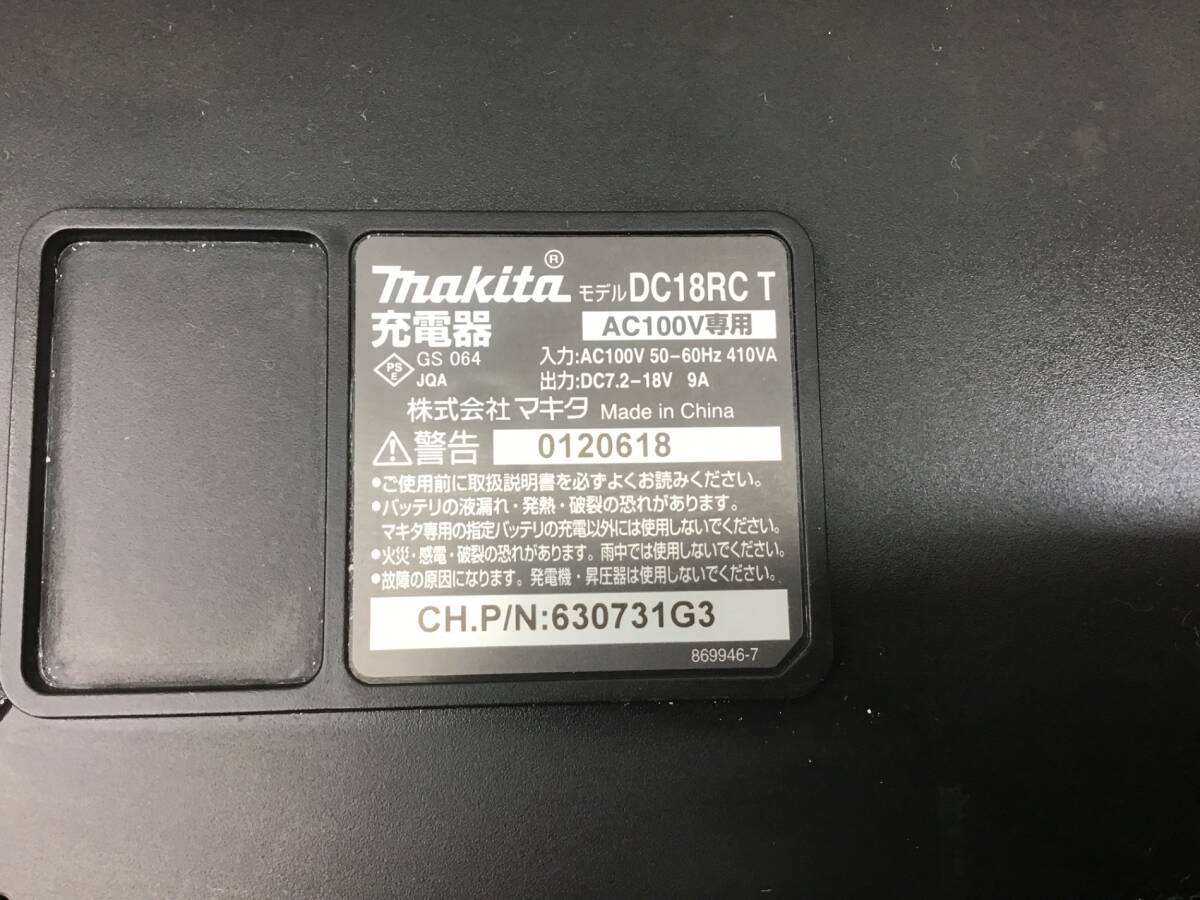 makita® モデル DC18RC T
充電器 AC100V専用
PS E GS 064 入力:AC100V 50-60Hz 410VA
JQA 出力:DC7.2-18V 9A
株式会社マキタ Made in China
警告 0120618
•ご使用前に取扱説明書を必ずよくお読みください。
•バッテリの液漏れ・発熱・破裂の恐れがあります。
マキタ専用の指定バッテリの充電以外には使用しないでください。
•火災・感電・破裂の恐れがあります。雨中では使用しないでください。
•故障の原因になります。発電機・昇圧器は使用しないでください。
CH.P/N:630731G3
869946-7